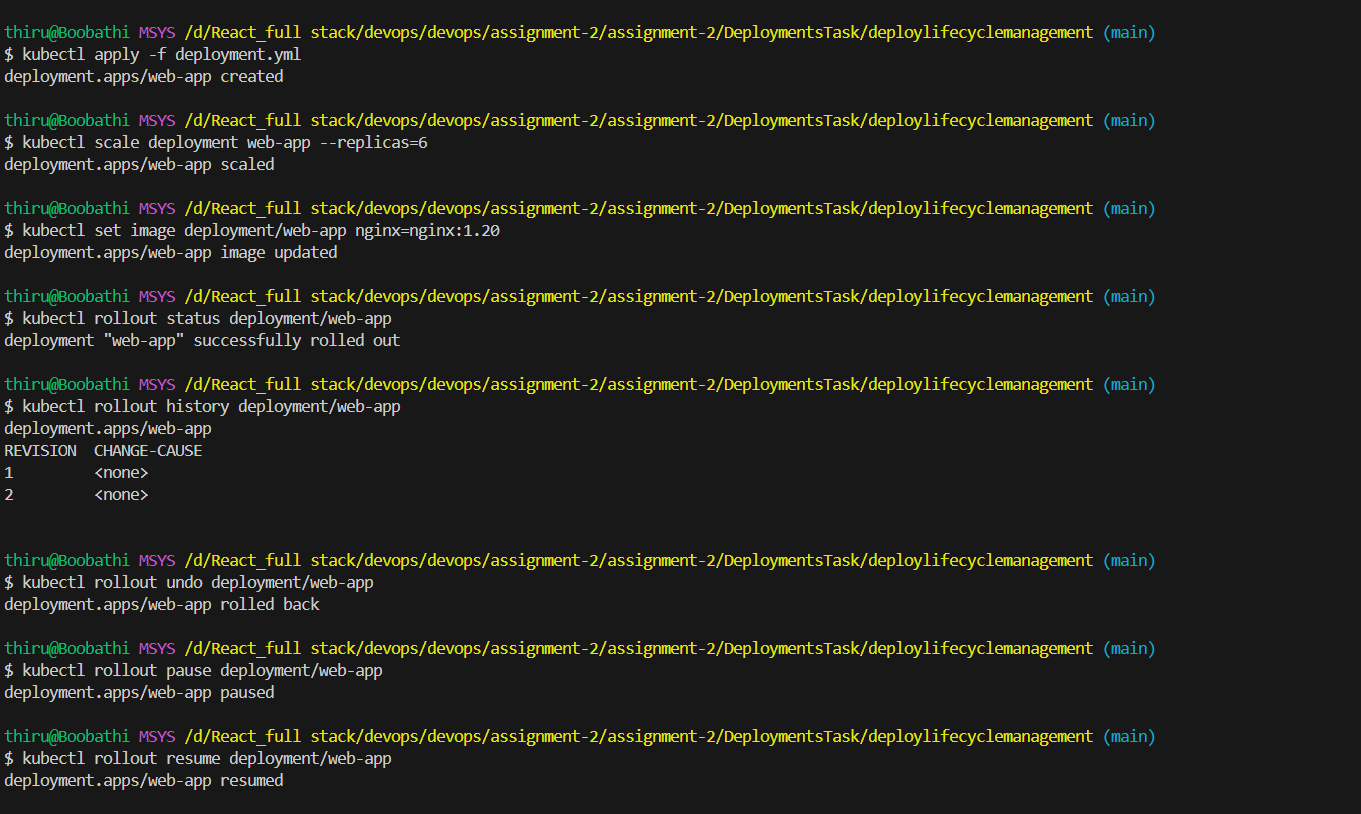 thiru@Boobathi MSYS /d/React_full stack/devops/devops/assignment-2/assignment-2/DeploymentsTask/deploylifecyclemanagement (main)
$ kubectl apply -f deployment.yml
deployment.apps/web-app created
thiru@Boobathi MSYS /d/React_full stack/devops/devops/assignment-2/assignment-2/DeploymentsTask/deploylifecyclemanagement (main)
$ kubectl scale deployment web-app --replicas=6
deployment.apps/web-app scaled
thiru@Boobathi MSYS /d/React_full stack/devops/devops/assignment-2/assignment-2/DeploymentsTask/deploylifecyclemanagement (main)
$ kubectl set image deployment/web-app nginx=nginx:1.20
deployment.apps/web-app image updated
thiru@Boobathi MSYS /d/React_full stack/devops/devops/assignment-2/assignment-2/DeploymentsTask/deploylifecyclemanagement (main)
$ kubectl rollout status deployment/web-app
deployment "web-app" successfully rolled out
thiru@Boobathi MSYS /d/React_full stack/devops/devops/assignment-2/assignment-2/DeploymentsTask/deploylifecyclemanagement (main)
$ kubectl rollout history deployment/web-app
deployment.apps/web-app
REVISION  CHANGE-CAUSE
1         <none>
2         <none>
thiru@Boobathi MSYS /d/React_full stack/devops/devops/assignment-2/assignment-2/DeploymentsTask/deploylifecyclemanagement (main)
$ kubectl rollout undo deployment/web-app
deployment.apps/web-app rolled back
thiru@Boobathi MSYS /d/React_full stack/devops/devops/assignment-2/assignment-2/DeploymentsTask/deploylifecyclemanagement (main)
$ kubectl rollout pause deployment/web-app
deployment.apps/web-app paused
thiru@Boobathi MSYS /d/React_full stack/devops/devops/assignment-2/assignment-2/DeploymentsTask/deploylifecyclemanagement (main)
$ kubectl rollout resume deployment/web-app
deployment.apps/web-app resumed